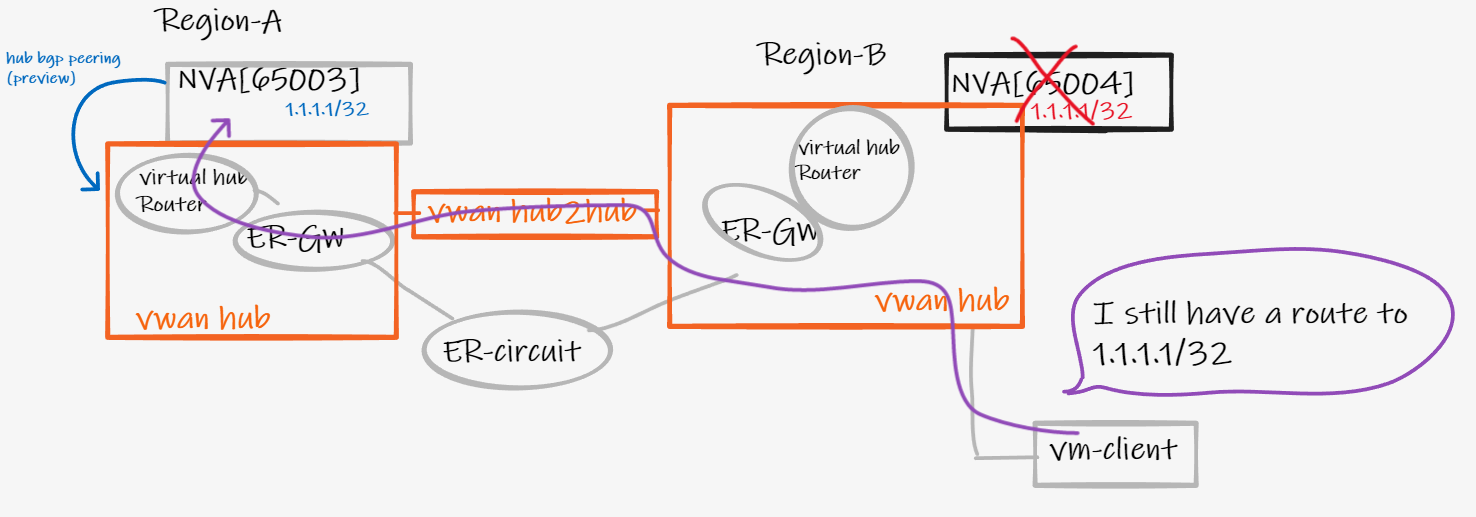 Region-A
hub bgp peering
(preview)
NVA[65003]
1.1.1.1/32
virtual hub
Router
ER-GW
vwan hub
vwan hub2hub
ER-circuit
Region-B
NVA[65004]
1.1.1.1/32
virtual hub
Router
ER-GW
vwan hub
I still have a route to
1.1.1.1/32
vm-client